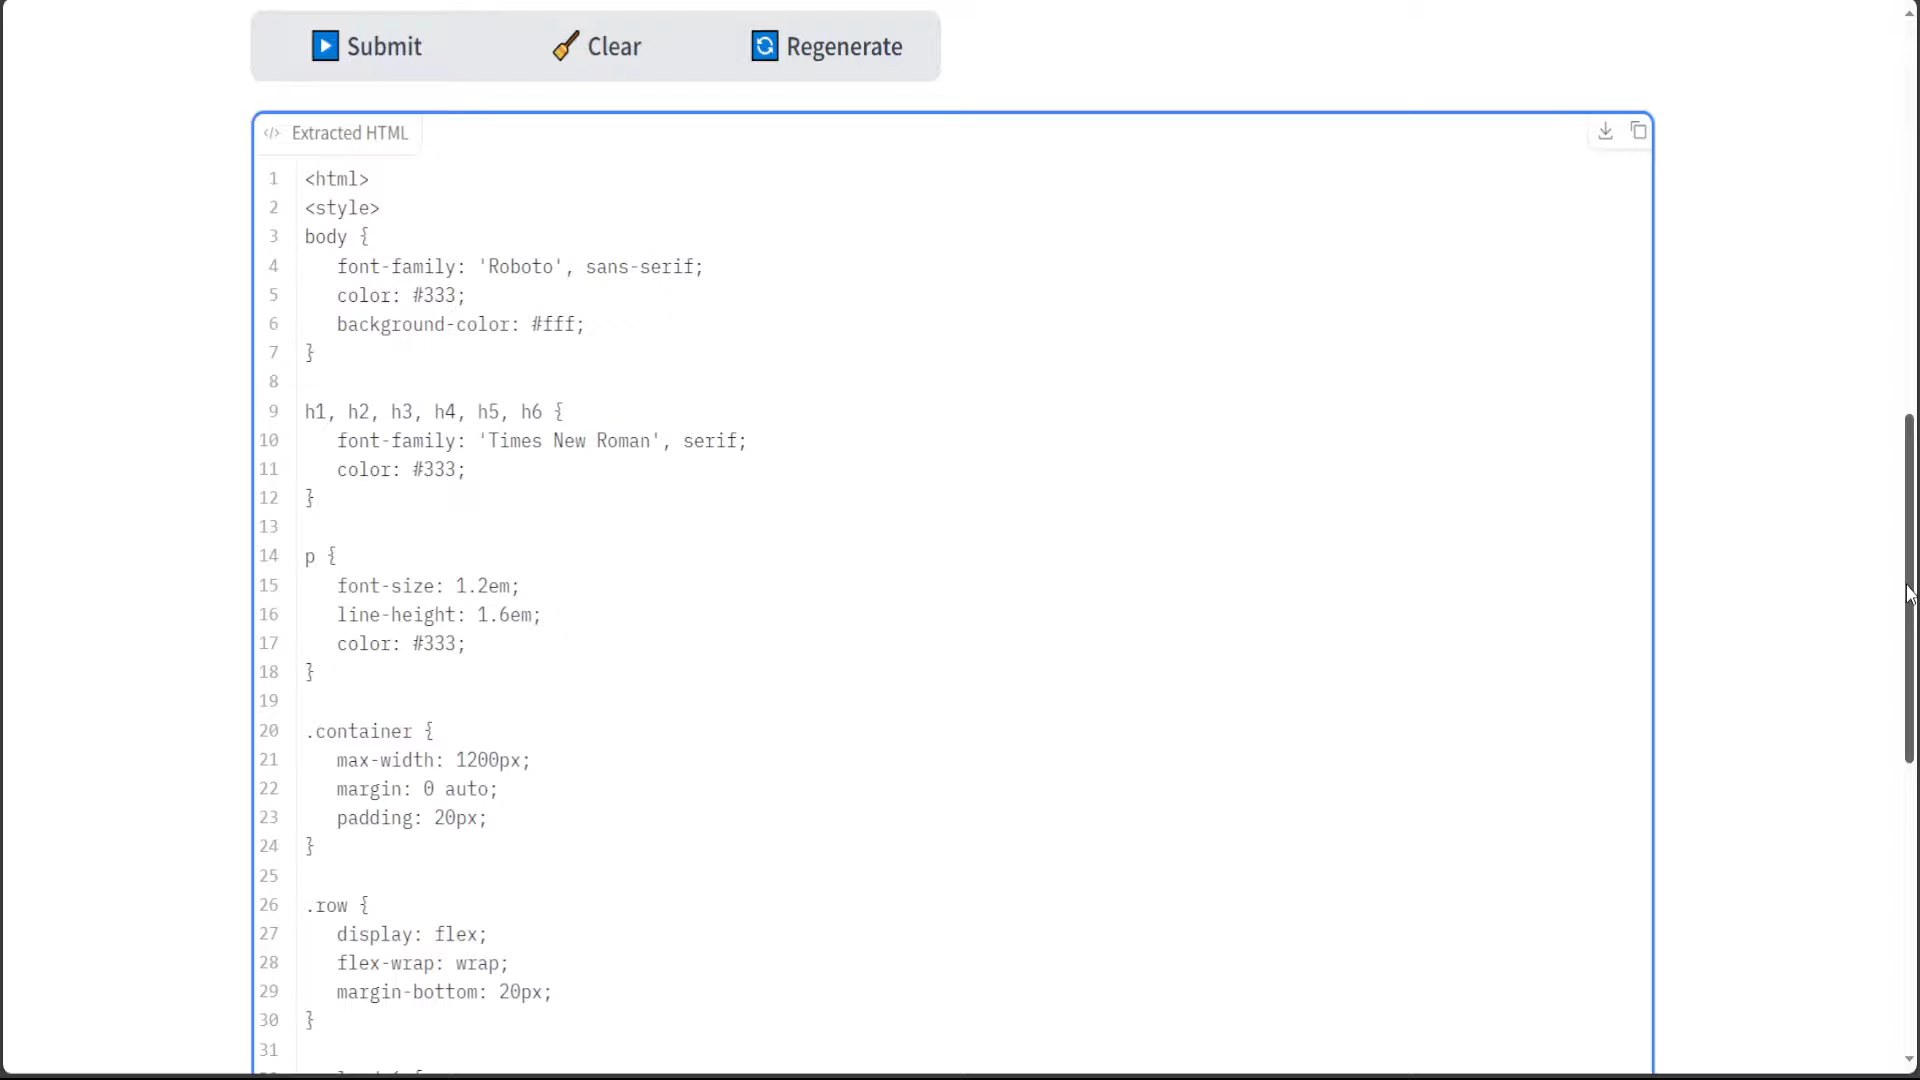 Submit Clear Regenerate
</> Extracted HTML
1 <html>
2 <style>
3 body {
4 font-family: 'Roboto', sans-serif;
5 color: #333;
6 background-color: #fff;
7 }
8
9 h1, h2, h3, h4, h5, h6 {
10 font-family: 'Times New Roman', serif;
11 color: #333;
12 }
13
14 p {
15 font-size: 1.2em;
16 line-height: 1.6em;
17 color: #333;
18 }
19
20 .container {
21 max-width: 1200px;
22 margin: 0 auto;
23 padding: 20px;
24 }
25
26 .row {
27 display: flex;
28 flex-wrap: wrap;
29 margin-bottom: 20px;
30 }
31